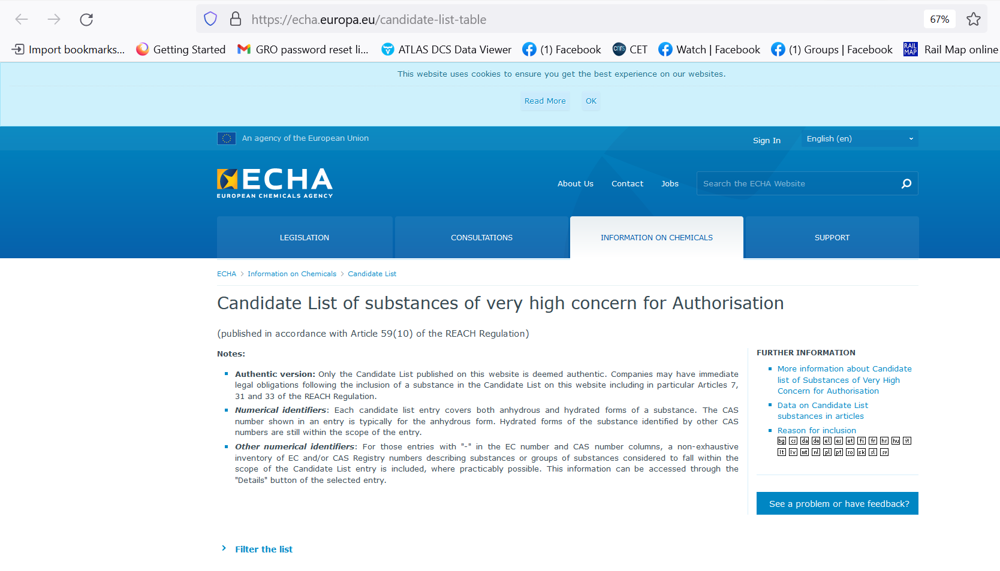 https://echa.europa.eu/candidate-list-table
67%
Import bookmarks...
Getting Started
GRO password reset li...
ATLAS DCS Data Viewer
(1) Facebook
cnrs
CET
Watch | Facebook
(1) Groups | Facebook
RAIL MAP
Rail Map online
This website uses cookies to ensure you get the best experience on our websites.
Read More
OK
An agency of the European Union
Sign In
English (en)
ECHA
EUROPEAN CHEMICALS AGENCY
About Us
Contact
Jobs
Search the ECHA Website
LEGISLATION
CONSULTATIONS
INFORMATION ON CHEMICALS
SUPPORT
ECHA > Information on Chemicals > Candidate List
Candidate List of substances of very high concern for Authorisation
(published in accordance with Article 59(10) of the REACH Regulation)
Notes:
Authentic version: Only the Candidate List published on this website is deemed authentic. Companies may have immediate
legal obligations following the inclusion of a substance in the Candidate List on this website including in particular Articles 7,
31 and 33 of the REACH Regulation.
Numerical identifiers: Each candidate list entry covers both anhydrous and hydrated forms of a substance. The CAS
number shown in an entry is typically for the anhydrous form. Hydrated forms of the substance identified by other CAS
numbers are still within the scope of the entry.
Other numerical identifiers: For those entries with "-" in the EC number and CAS number columns, a non-exhaustive
inventory of EC and/or CAS Registry numbers describing substances or groups of substances considered to fall within the
scope of the Candidate List entry is included, where practicably possible. This information can be accessed through the
"Details" button of the selected entry.
FURTHER INFORMATION
More information about Candidate
list of Substances of Very High
Concern for Authorisation
Data on Candidate List
substances in articles
Reason for inclusion
bg cs da de el es et fi fr hr hu it
lt lv mt nl pl pt ro sk sl sv
See a problem or have feedback?
Filter the list